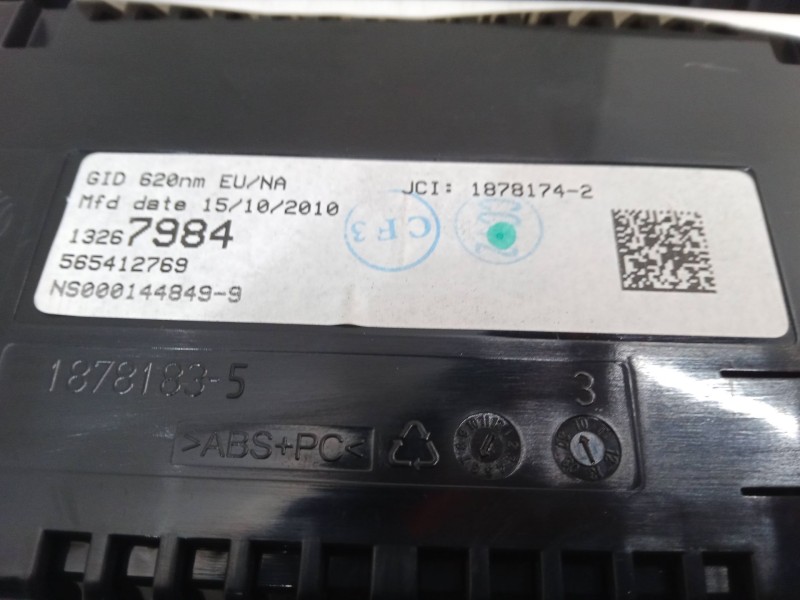 GID 620nm EU/NA
JCI: 1878174-2
Mfd date 15/10/2010
13267984
565412769
NS000144849-9
CF3
1878183-5
3
>ABS+PC<